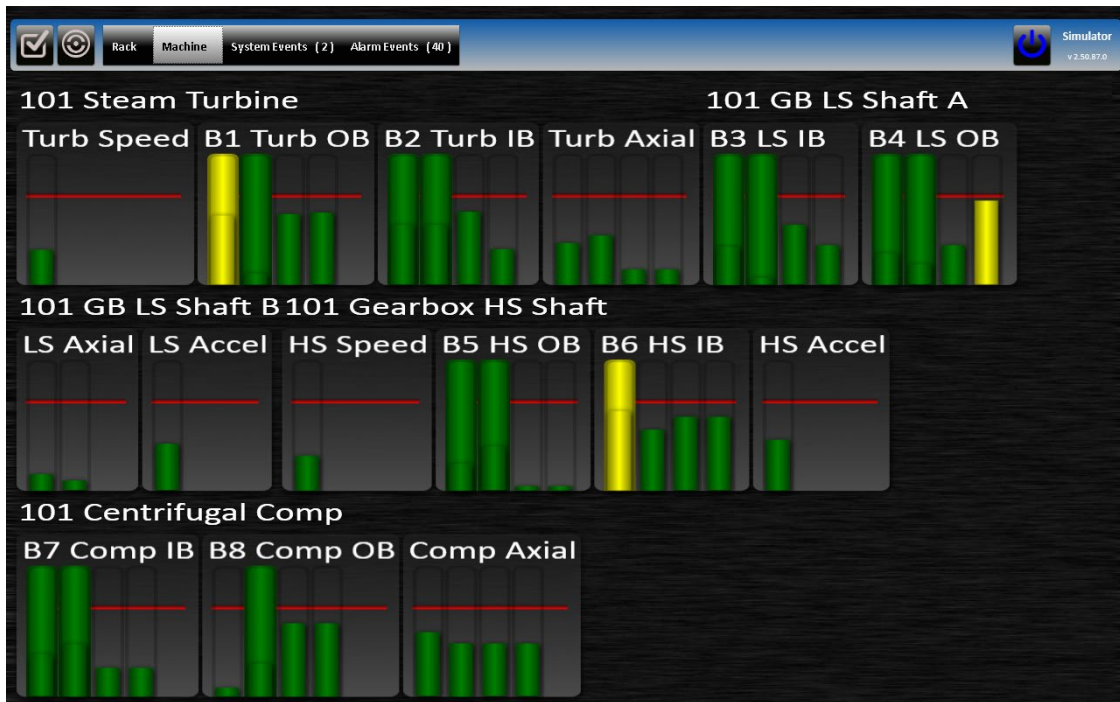 Rack Machine System Events (2) Alarm Events (40)
Simulator
v 2.50.87.0
101 Steam Turbine 101 GB LS Shaft A
Turb Speed B1 Turb OB B2 Turb IB Turb Axial B3 LS IB B4 LS OB
101 GB LS Shaft B 101 Gearbox HS Shaft
LS Axial LS Accel HS Speed B5 HS OB B6 HS IB HS Accel
101 Centrifugal Comp
B7 Comp IB B8 Comp OB Comp Axial